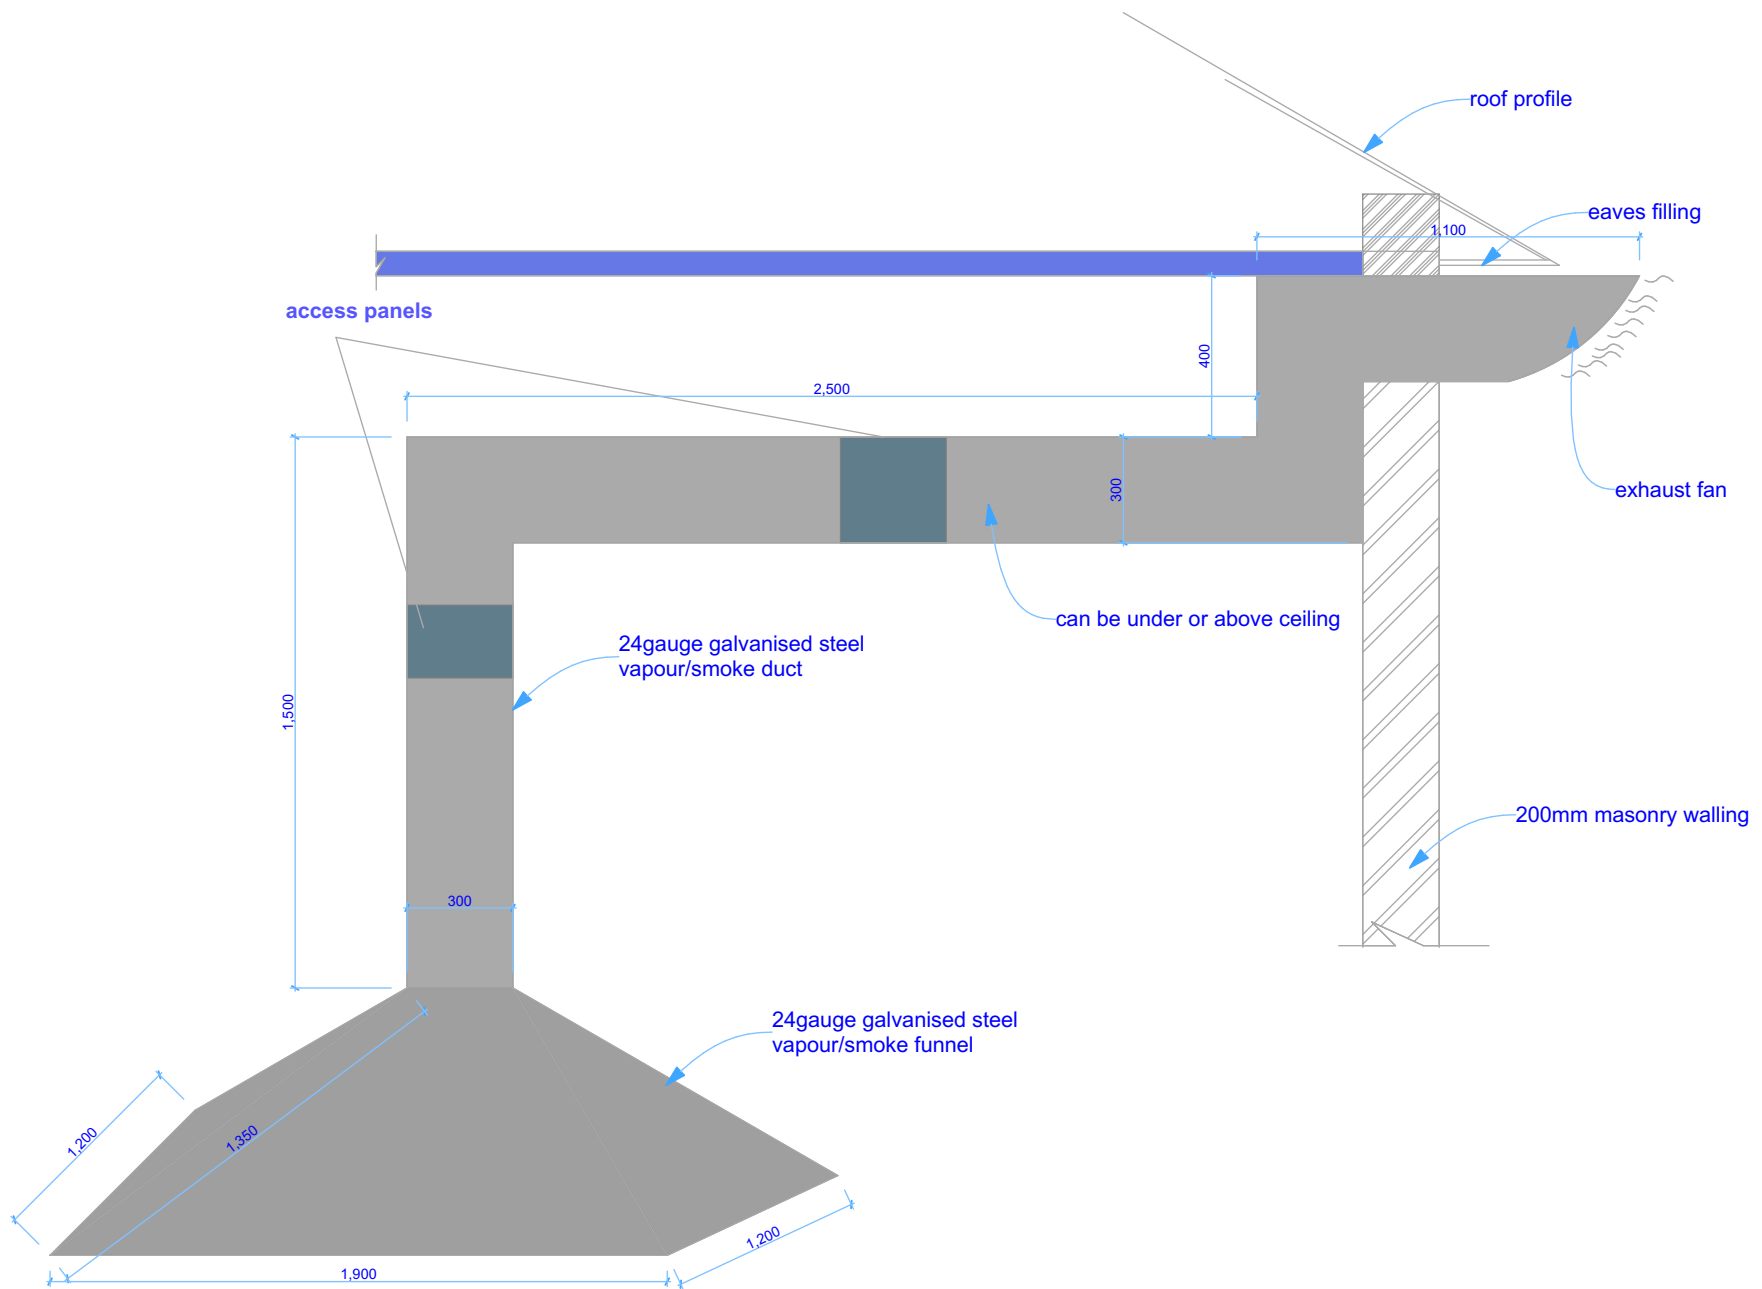 roof profile
eaves filling
1,100
access panels
400
2,500
300
exhaust fan
can be under or above ceiling
24gauge galvanised steel
vapour/smoke duct
1,500
200mm masonry walling
300
24gauge galvanised steel
vapour/smoke funnel
1,200
1,350
1,200
1,900